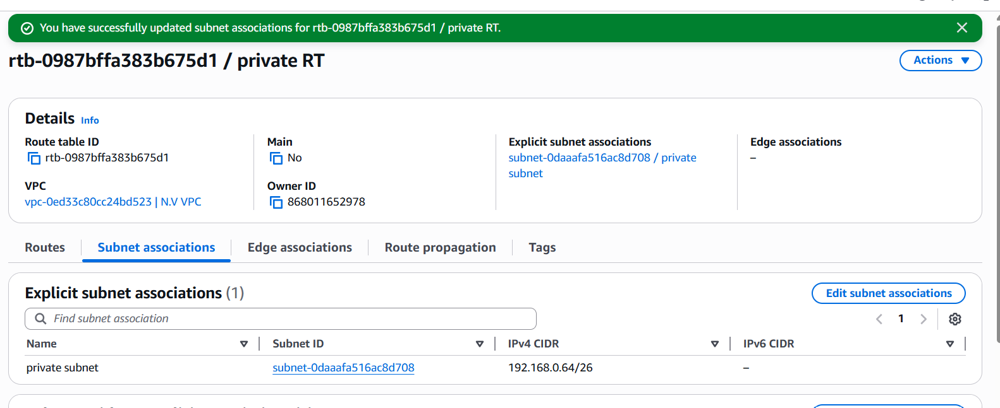 You have successfully updated subnet associations for rtb-0987bffa383b675d1 / private RT.
rtb-0987bffa383b675d1 / private RT
Actions
Details Info
Route table ID
rtb-0987bffa383b675d1
Main
No
Explicit subnet associations
subnet-0daaafa516ac8d708 / private
subnet
Edge associations
–
VPC
vpc-0ed33c80cc24bd523 | N.V VPC
Owner ID
868011652978
Routes
Subnet associations
Edge associations
Route propagation
Tags
Explicit subnet associations (1)
Edit subnet associations
Find subnet association
1
Name Subnet ID IPv4 CIDR IPv6 CIDR
private subnet subnet-0daaafa516ac8d708 192.168.0.64/26 –